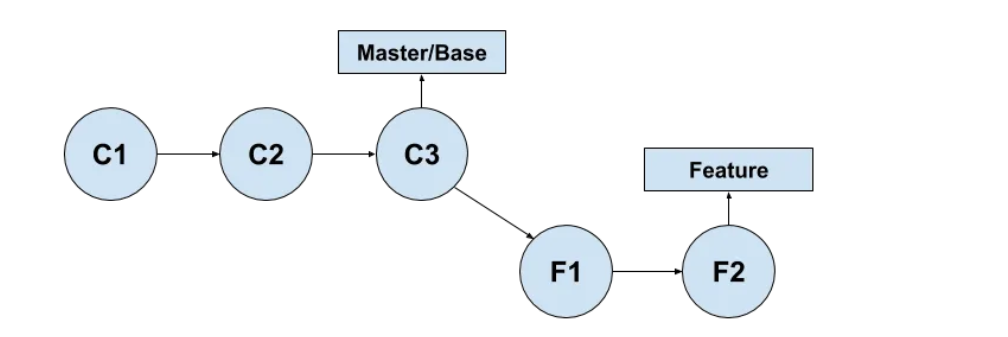 Master/Base
C1
C2
C3
Feature
F1
F2